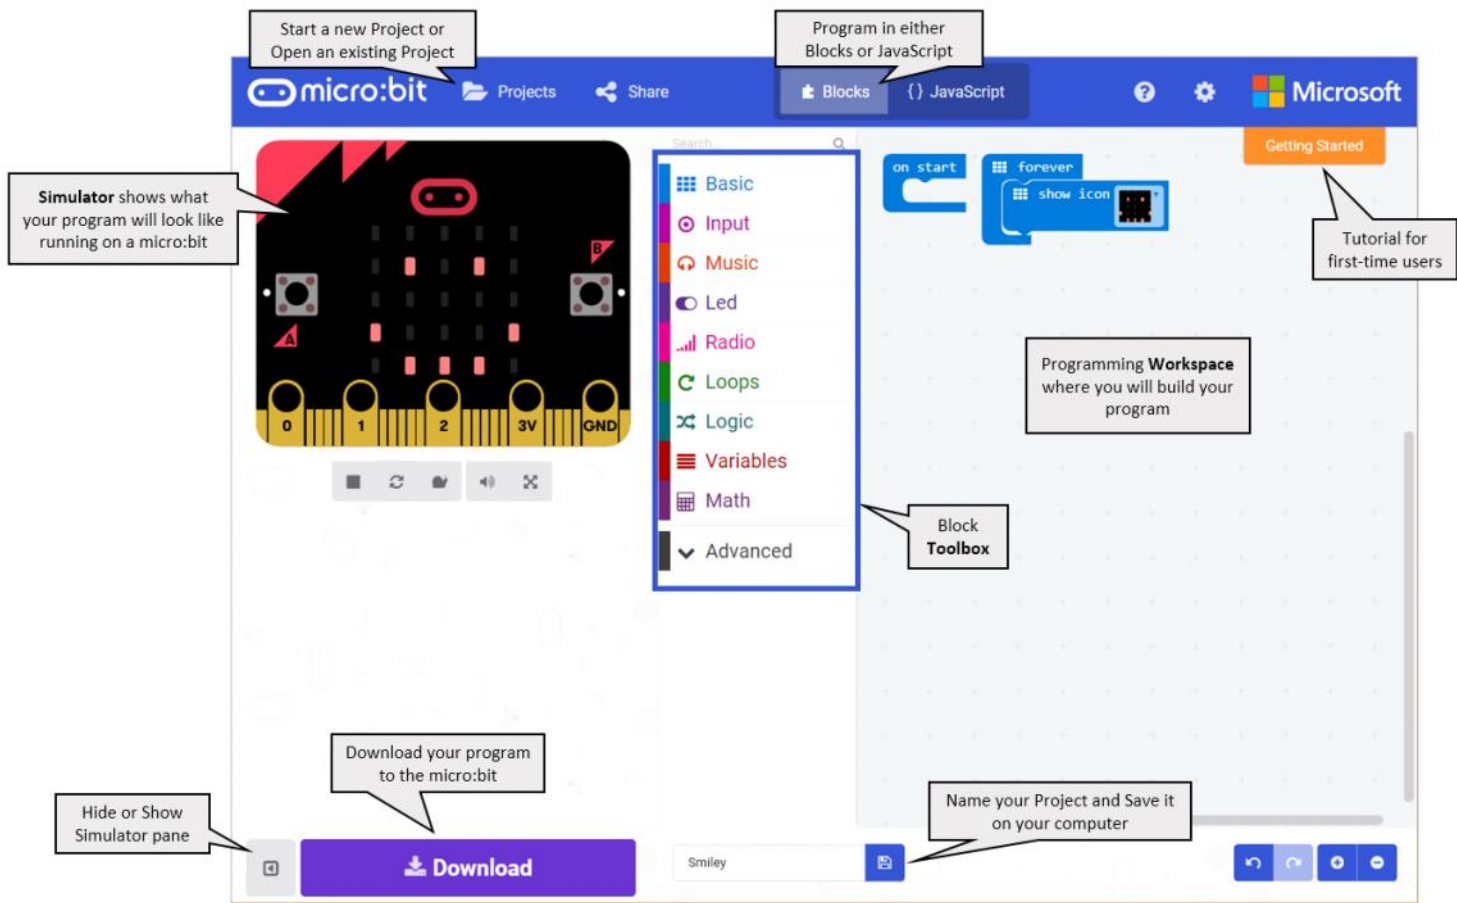 Start a new Project or
Open an existing Project
Program in either
Blocks or JavaScript
micro:bit
Projects
Share
Blocks
{} JavaScript
?
Microsoft
Search...
Getting Started
Simulator shows what
your program will look like
running on a micro:bit
A
B
0
1
2
3V
GND
Basic
Input
Music
Led
Radio
Loops
Logic
Variables
Math
Advanced
on start
forever
show icon
Tutorial for
first-time users
Programming Workspace
where you will build your
program
Block
Toolbox
Download your program
to the micro:bit
Hide or Show
Simulator pane
Name your Project and Save it
on your computer
Download
Smiley